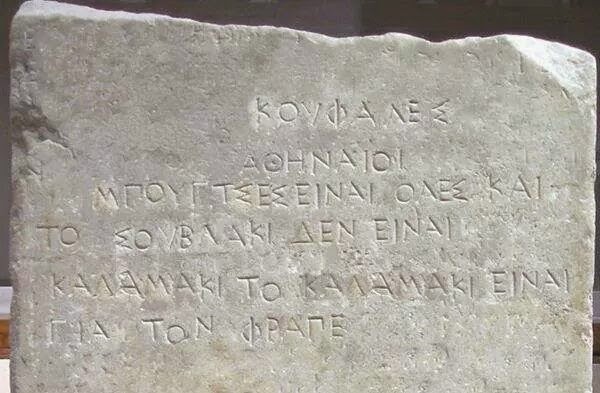 ΚΟΥΦΑΛΕΣ
ΑΘΗΝΑΙΟΙ
ΜΠΟΥΓΤΣΕΣ ΕΙΝΑΙ ΟΛΕΣ ΚΑΙ
ΤΟ ΣΟΥΒΛΑΚΙ ΔΕΝ ΕΙΝΑΙ
ΚΑΛΑΜΑΚΙ ΤΟ ΚΑΛΑΜΑΚΙ ΕΙΝΑΙ
ΓΙΑ ΤΟΝ ΦΡΑΠΕ